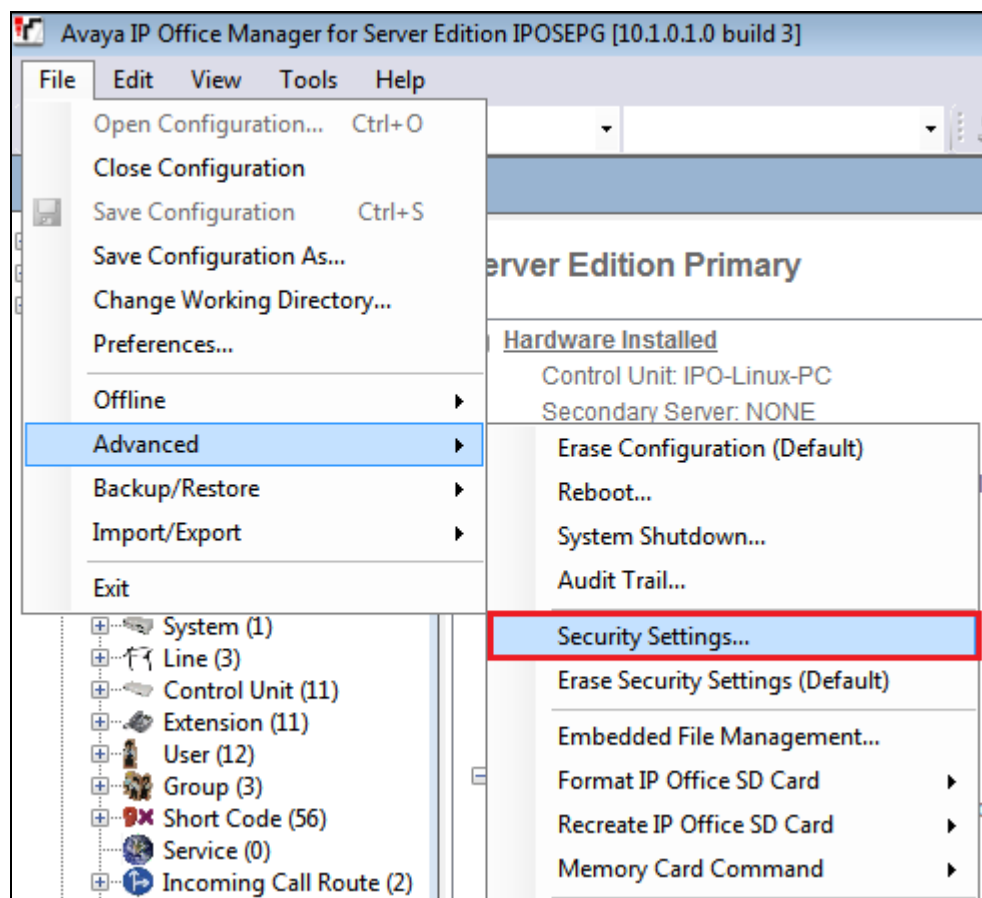 Avaya IP Office Manager for Server Edition IPOSEPG [10.1.0.1.0 build 3]
File Edit View Tools Help
Open Configuration... Ctrl+O
Close Configuration
Save Configuration Ctrl+S
Save Configuration As...
Change Working Directory...
Preferences...
Offline
Advanced
Backup/Restore
Import/Export
Exit
erver Edition Primary
Hardware Installed
Control Unit: IPO-Linux-PC
Secondary Server: NONE
Erase Configuration (Default)
Reboot...
System Shutdown...
Audit Trail...
Security Settings...
Erase Security Settings (Default)
Embedded File Management...
Format IP Office SD Card
Recreate IP Office SD Card
Memory Card Command
System (1)
Line (3)
Control Unit (11)
Extension (11)
User (12)
Group (3)
Short Code (56)
Service (0)
Incoming Call Route (2)